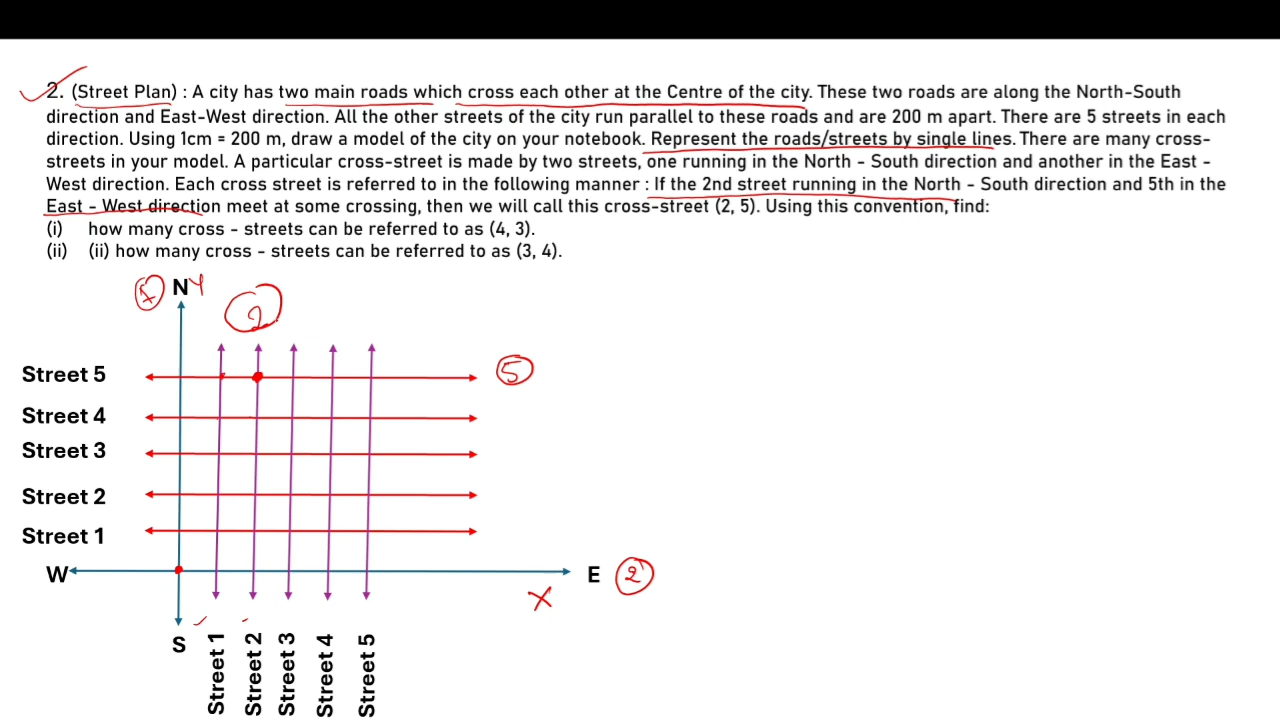 2. (Street Plan) : A city has two main roads which cross each other at the Centre of the city. These two roads are along the North-South
direction and East-West direction. All the other streets of the city run parallel to these roads and are 200 m apart. There are 5 streets in each
direction. Using 1cm = 200 m, draw a model of the city on your notebook. Represent the roads/streets by single lines. There are many cross-
streets in your model. A particular cross-street is made by two streets, one running in the North - South direction and another in the East -
West direction. Each cross street is referred to in the following manner : If the 2nd street running in the North - South direction and 5th in the
East - West direction meet at some crossing, then we will call this cross-street (2, 5). Using this convention, find:
(i) how many cross - streets can be referred to as (4, 3).
(ii) (ii) how many cross - streets can be referred to as (3, 4).
N Y
2
Street 5
5
Street 4
Street 3
Street 2
Street 1
W
E
2
X
S
Street 1
Street 2
Street 3
Street 4
Street 5